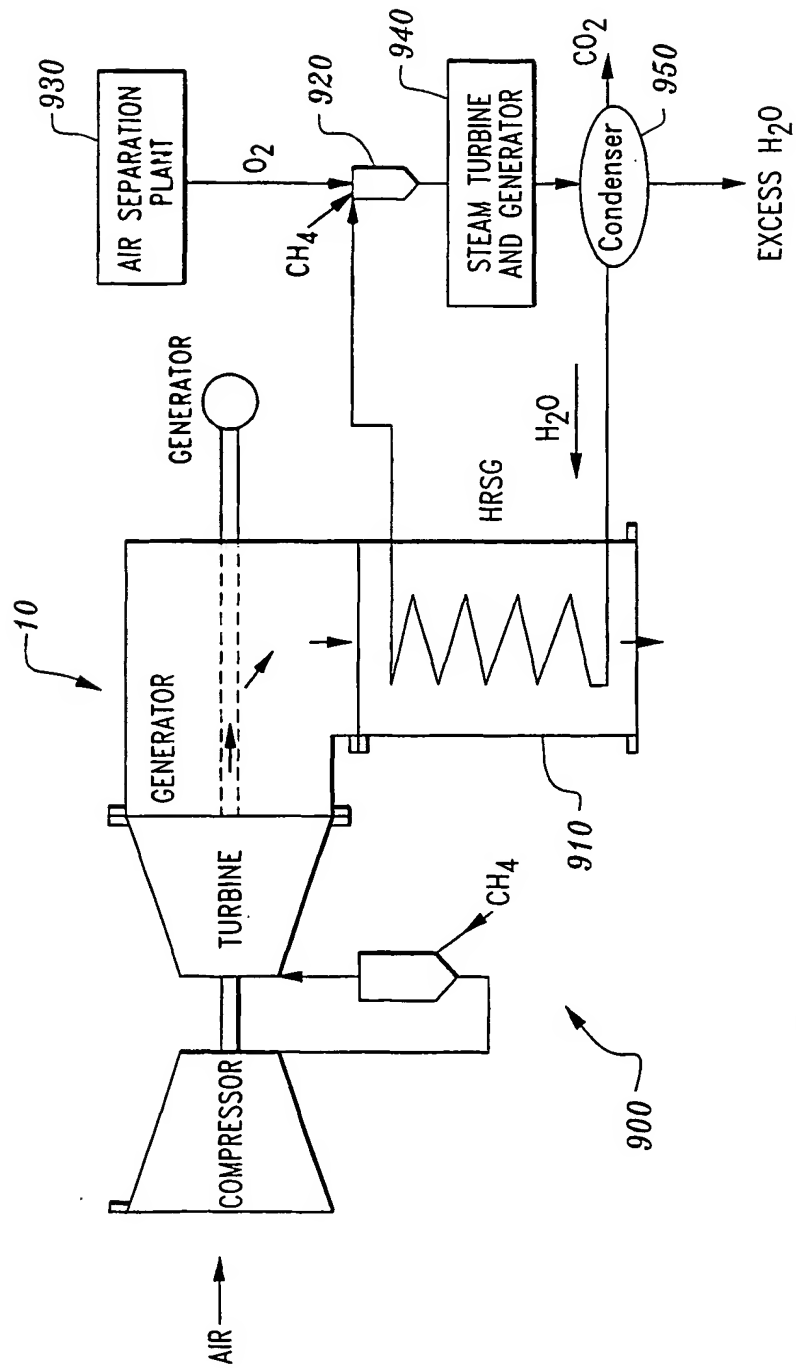 AIR
COMPRESSOR
TURBINE
GENERATOR
10
GENERATOR
CH4
900
910
HRSG
H2O
AIR SEPARATION
PLANT
930
O2
CH4
920
STEAM TURBINE
AND GENERATOR
940
Condenser
950
CO2
EXCESS H2O